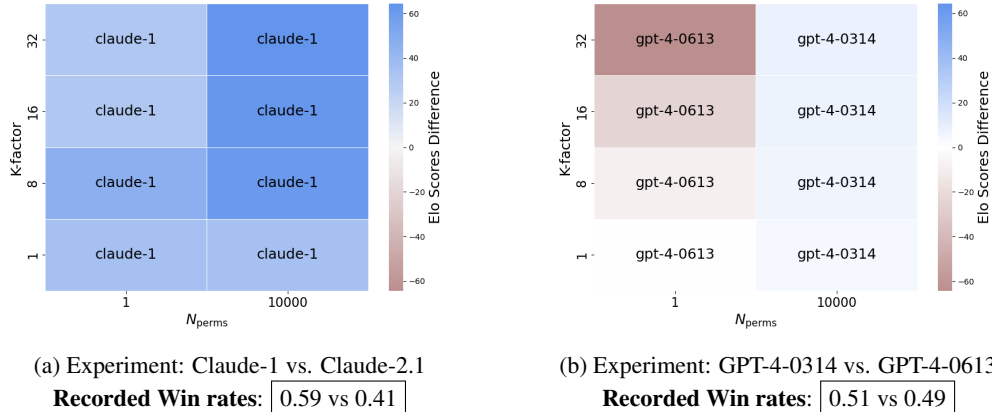 32
16
8
1
K-factor
claude-1
claude-1
claude-1
claude-1
claude-1
claude-1
claude-1
claude-1
1
10000
N_perms
60
40
20
0
−20
−40
−60
Elo Scores Difference
32
16
8
1
K-factor
gpt-4-0613
gpt-4-0314
gpt-4-0613
gpt-4-0314
gpt-4-0613
gpt-4-0314
gpt-4-0613
gpt-4-0314
1
10000
N_perms
60
40
20
0
−20
−40
−60
Elo Scores Difference
(a) Experiment: Claude-1 vs. Claude-2.1
Recorded Win rates: 0.59 vs 0.41
(b) Experiment: GPT-4-0314 vs. GPT-4-0613
Recorded Win rates: 0.51 vs 0.49